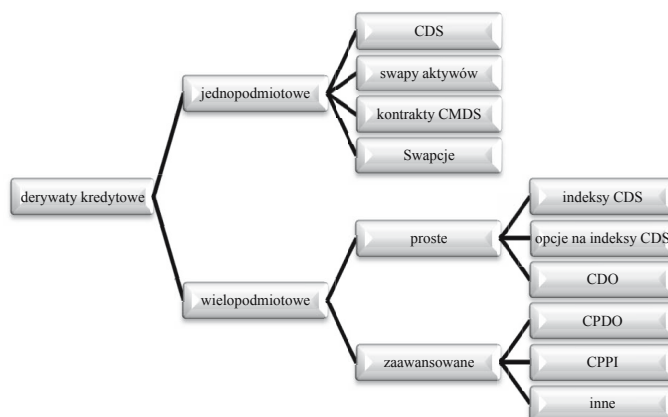 derywaty kredytowe
jednopodmiotowe
CDS
swapy aktywów
kontrakty CMDS
Swapcje
wielopodmiotowe
proste
indeksy CDS
opcje na indeksy CDS
CDO
zaawansowane
CPDO
CPPI
inne